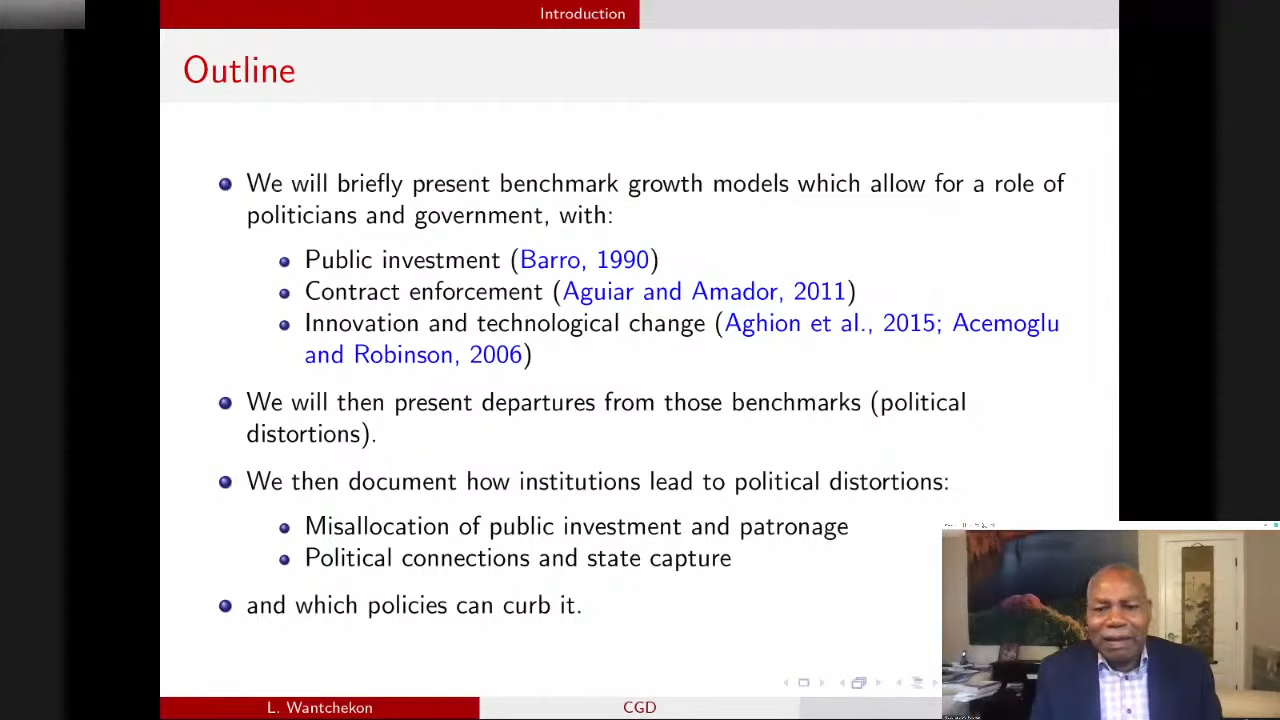 Introduction
Outline
We will briefly present benchmark growth models which allow for a role of
politicians and government, with:
Public investment (Barro, 1990)
Contract enforcement (Aguiar and Amador, 2011)
Innovation and technological change (Aghion et al., 2015; Acemoglu
and Robinson, 2006)
We will then present departures from those benchmarks (political
distortions).
We then document how institutions lead to political distortions:
Misallocation of public investment and patronage
Political connections and state capture
and which policies can curb it.
L. Wantchekon
CGD